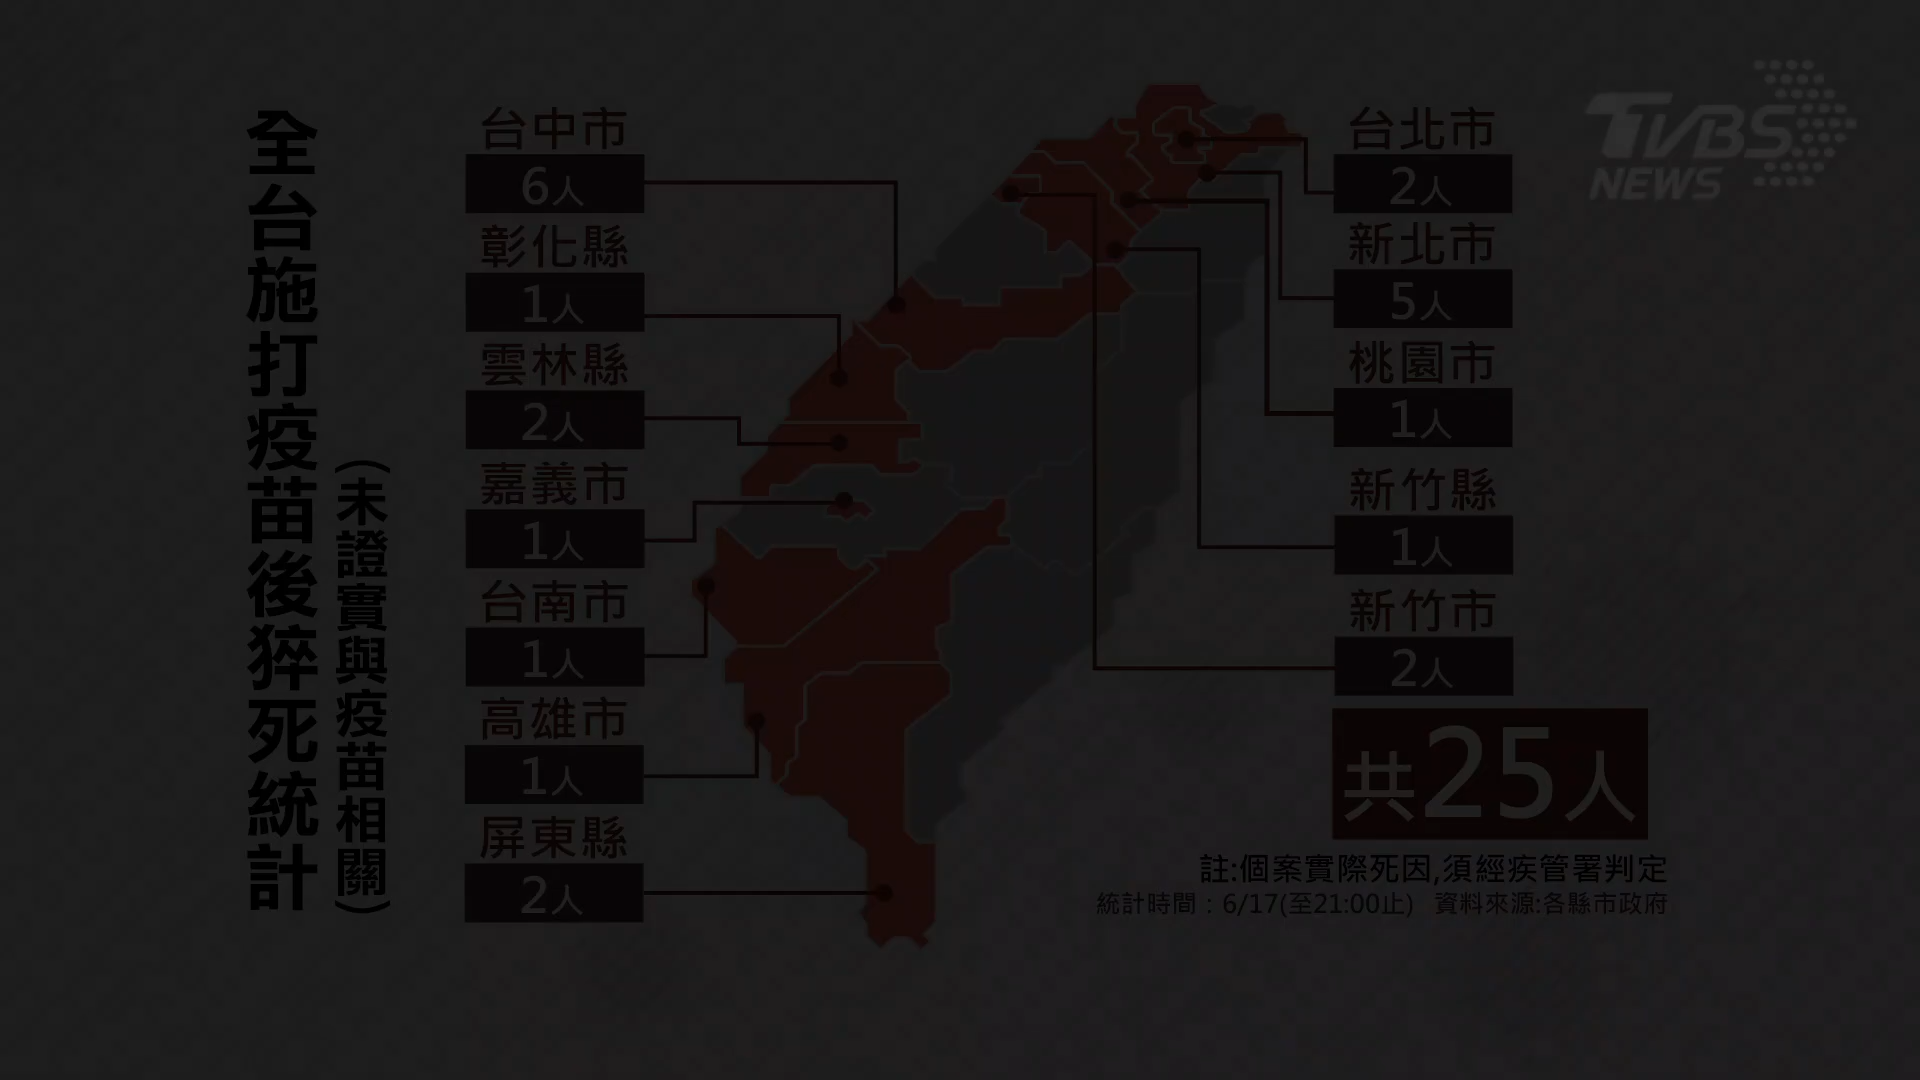 全台施打疫苗後猝死統計
(未證實與疫苗相關)
台中市
6人
彰化縣
1人
雲林縣
2人
嘉義市
1人
台南市
1人
高雄市
1人
屏東縣
2人
台北市
2人
新北市
5人
桃園市
1人
新竹縣
1人
新竹市
2人
共25人
註:個案實際死因,須經疾管署判定
統計時間：6/17(至21:00止) 資料來源:各縣市政府
TVBS
NEWS